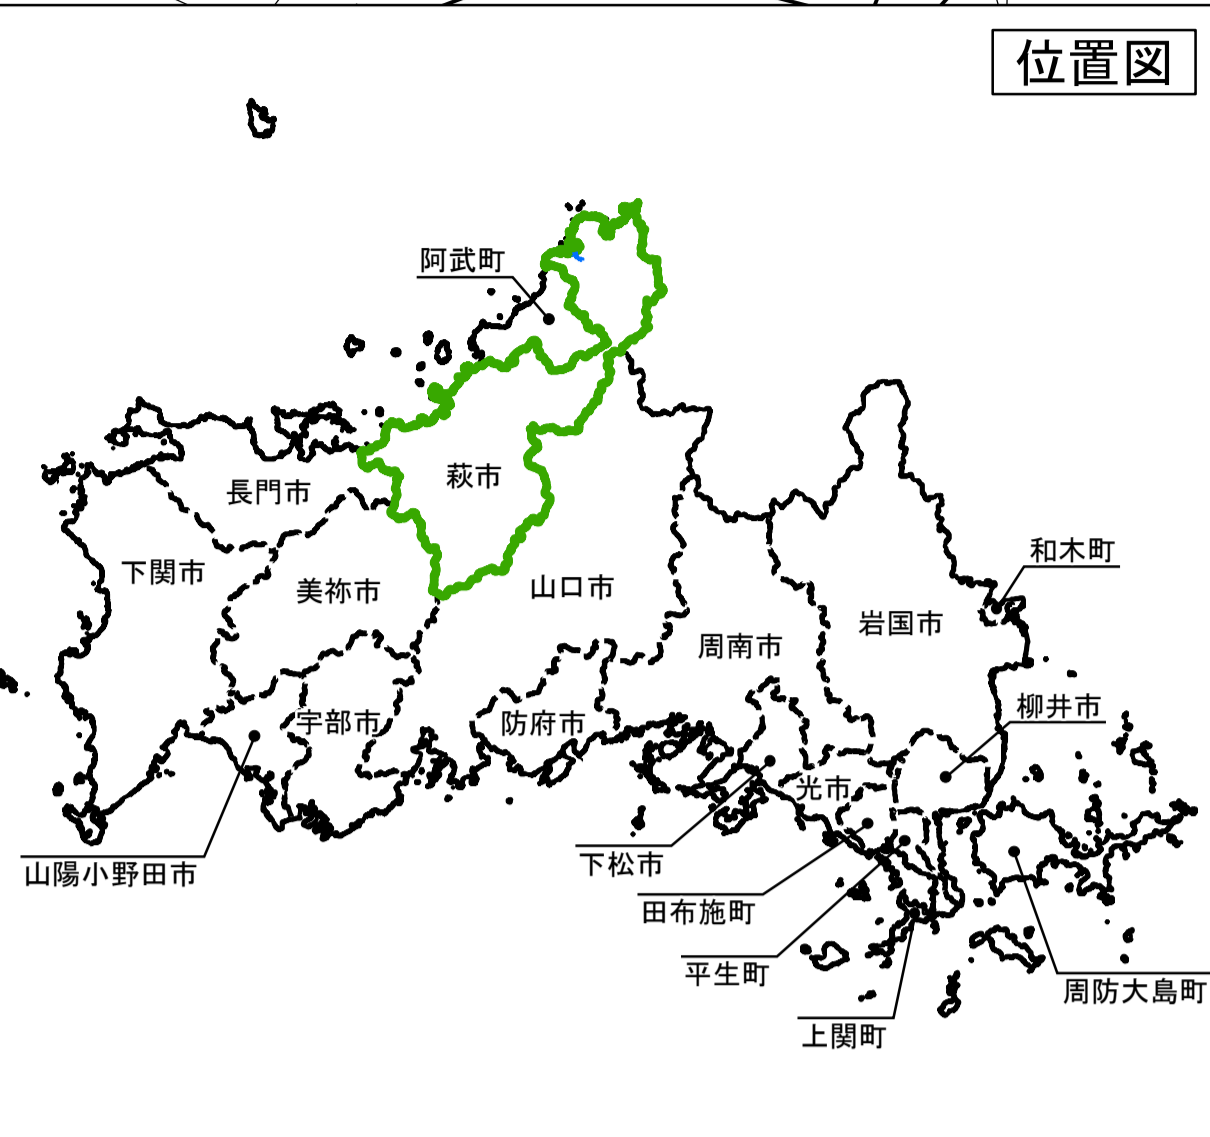 位置図
阿武町
萩市
長門市
和木町
下関市
美祢市
山口市
岩国市
周南市
柳井市
宇部市
防府市
光市
下松市
山陽小野田市
田布施町
平生町
周防大島町
上関町